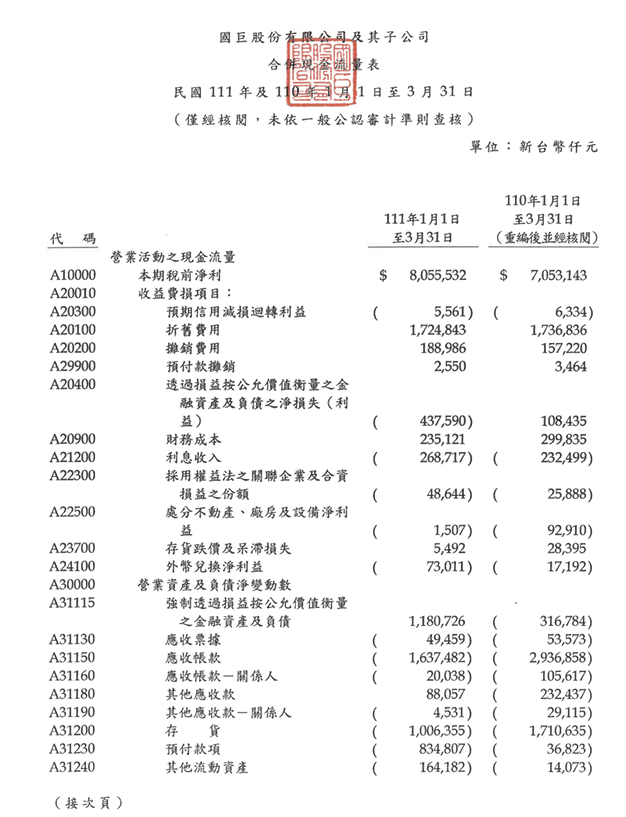 國巨股份有限公司及其子公司
合併現金流量表
民國 111 年及 110 年 1 月 1 日至 3 月 31 日
（僅經核閱，未依一般公認審計準則查核）
單位：新台幣仟元
110年1月1日
111年1月1日 至3月31日
代 碼 至3月31日 （重編後並經核閱）
營業活動之現金流量
A10000 本期稅前淨利 $ 8,055,532 $ 7,053,143
A20010 收益費損項目：
A20300 預期信用減損迴轉利益 ( 5,561) ( 6,334)
A20100 折舊費用 1,724,843 1,736,836
A20200 攤銷費用 188,986 157,220
A29900 預付款攤銷 2,550 3,464
A20400 透過損益按公允價值衡量之金
融資產及負債之淨損失（利
益） ( 437,590) 108,435
A20900 財務成本 235,121 299,835
A21200 利息收入 ( 268,717) ( 232,499)
A22300 採用權益法之關聯企業及合資
損益之份額 ( 48,644) ( 25,888)
A22500 處分不動產、廠房及設備淨利
益 ( 1,507) ( 92,910)
A23700 存貨跌價及呆滯損失 5,492 28,395
A24100 外幣兌換淨利益 ( 73,011) ( 17,192)
A30000 營業資產及負債淨變動數
A31115 強制透過損益按公允價值衡量
之金融資產及負債 1,180,726 ( 316,784)
A31130 應收票據 ( 49,459) ( 53,573)
A31150 應收帳款 ( 1,637,482) ( 2,936,858)
A31160 應收帳款－關係人 ( 20,038) ( 105,617)
A31180 其他應收款 88,057 ( 232,437)
A31190 其他應收款－關係人 ( 4,531) ( 29,115)
A31200 存 貨 ( 1,006,355) ( 1,710,635)
A31230 預付款項 ( 834,807) ( 36,823)
A31240 其他流動資產 ( 164,182) ( 14,073)
（接次頁）